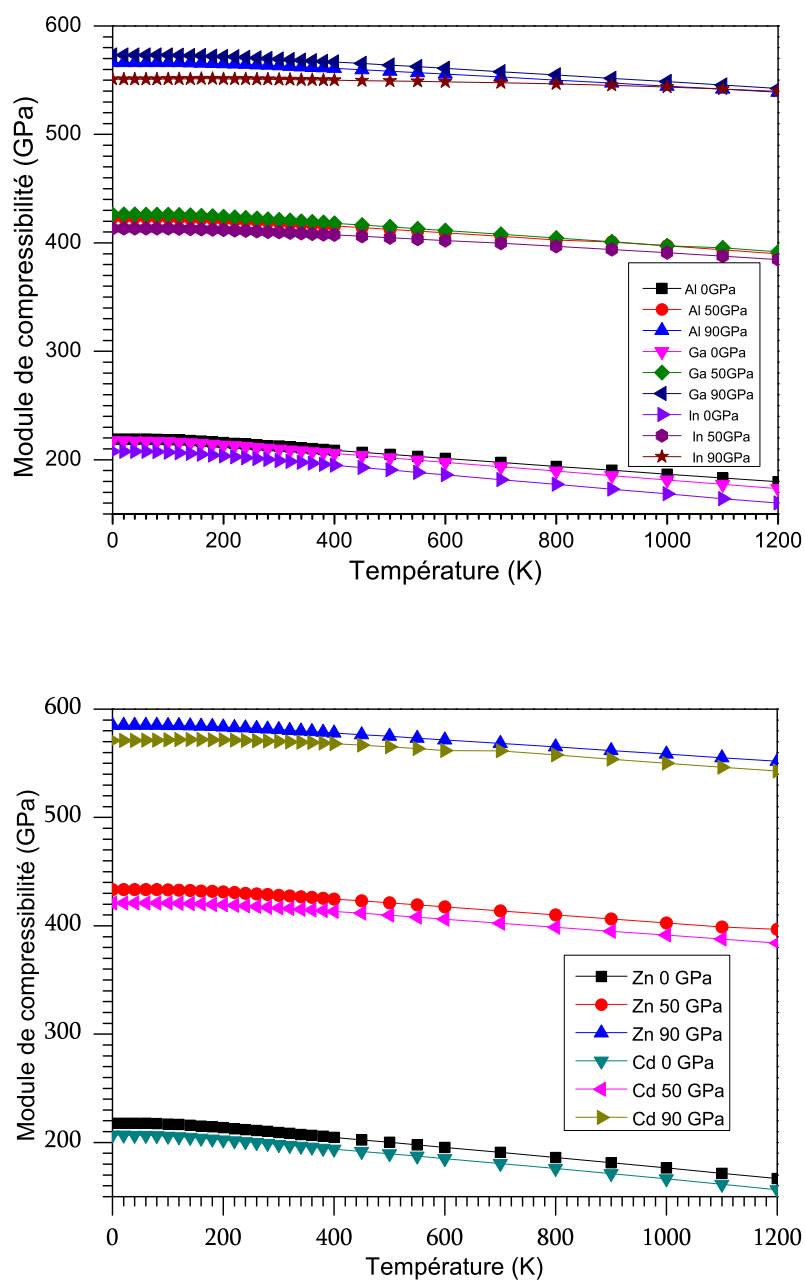 600
500
400
300
200
Module de compressibilité (GPa)
Al 0GPa
Al 50GPa
Al 90GPa
Ga 0GPa
Ga 50GPa
Ga 90GPa
In 0GPa
In 50GPa
In 90GPa
0 200 400 600 800 1000 1200
Température (K)
600
500
400
300
200
Module de compressibilité (GPa)
Zn 0 GPa
Zn 50 GPa
Zn 90 GPa
Cd 0 GPa
Cd 50 GPa
Cd 90 GPa
0 200 400 600 800 1000 1200
Température (K)